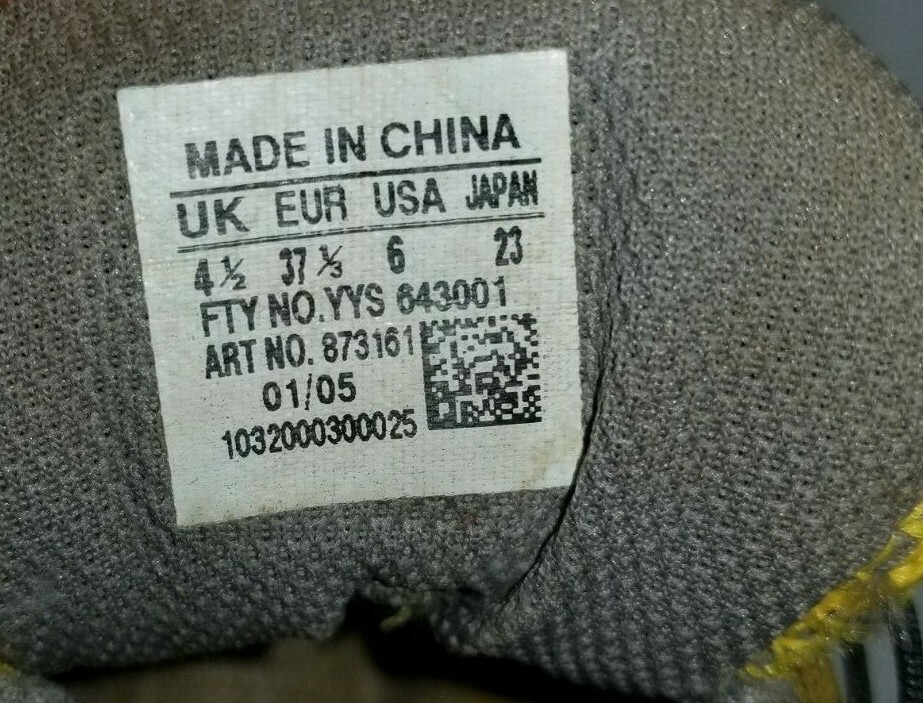 MADE IN CHINA
UK EUR USA JAPAN
4½ 37⅓ 6 23
FTY NO.YYS 643001
ART NO. 873161
01/05
1032000300025